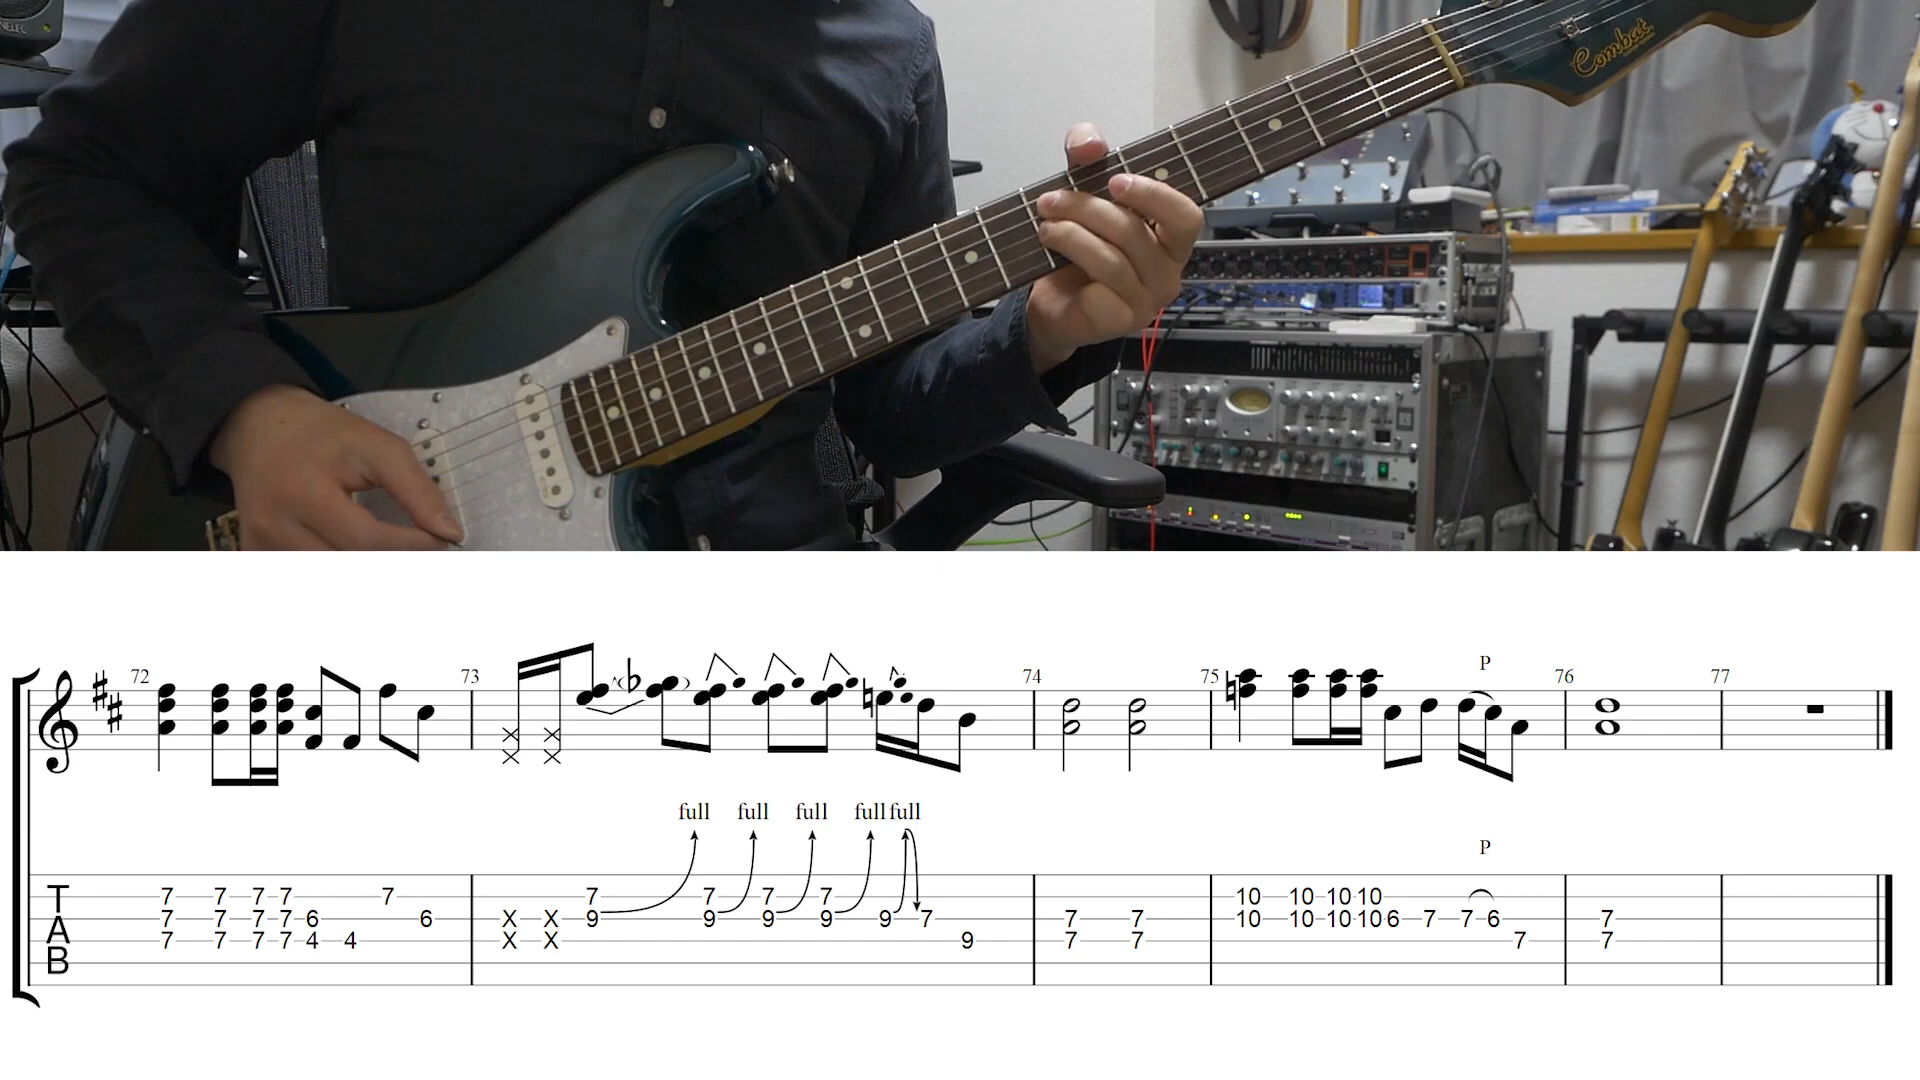 Combat
72 73 74 75 76 77
P
full full full full full
P
T 7 7 7 7 7 7 7 7 7 7 10 10 10 10
A 7 7 7 7 6 6 X X 9 9 9 9 9 7 7 7 10 10 10 10 6 7 7 6 7
B 7 7 7 7 4 4 X X 9 7 7 7 7